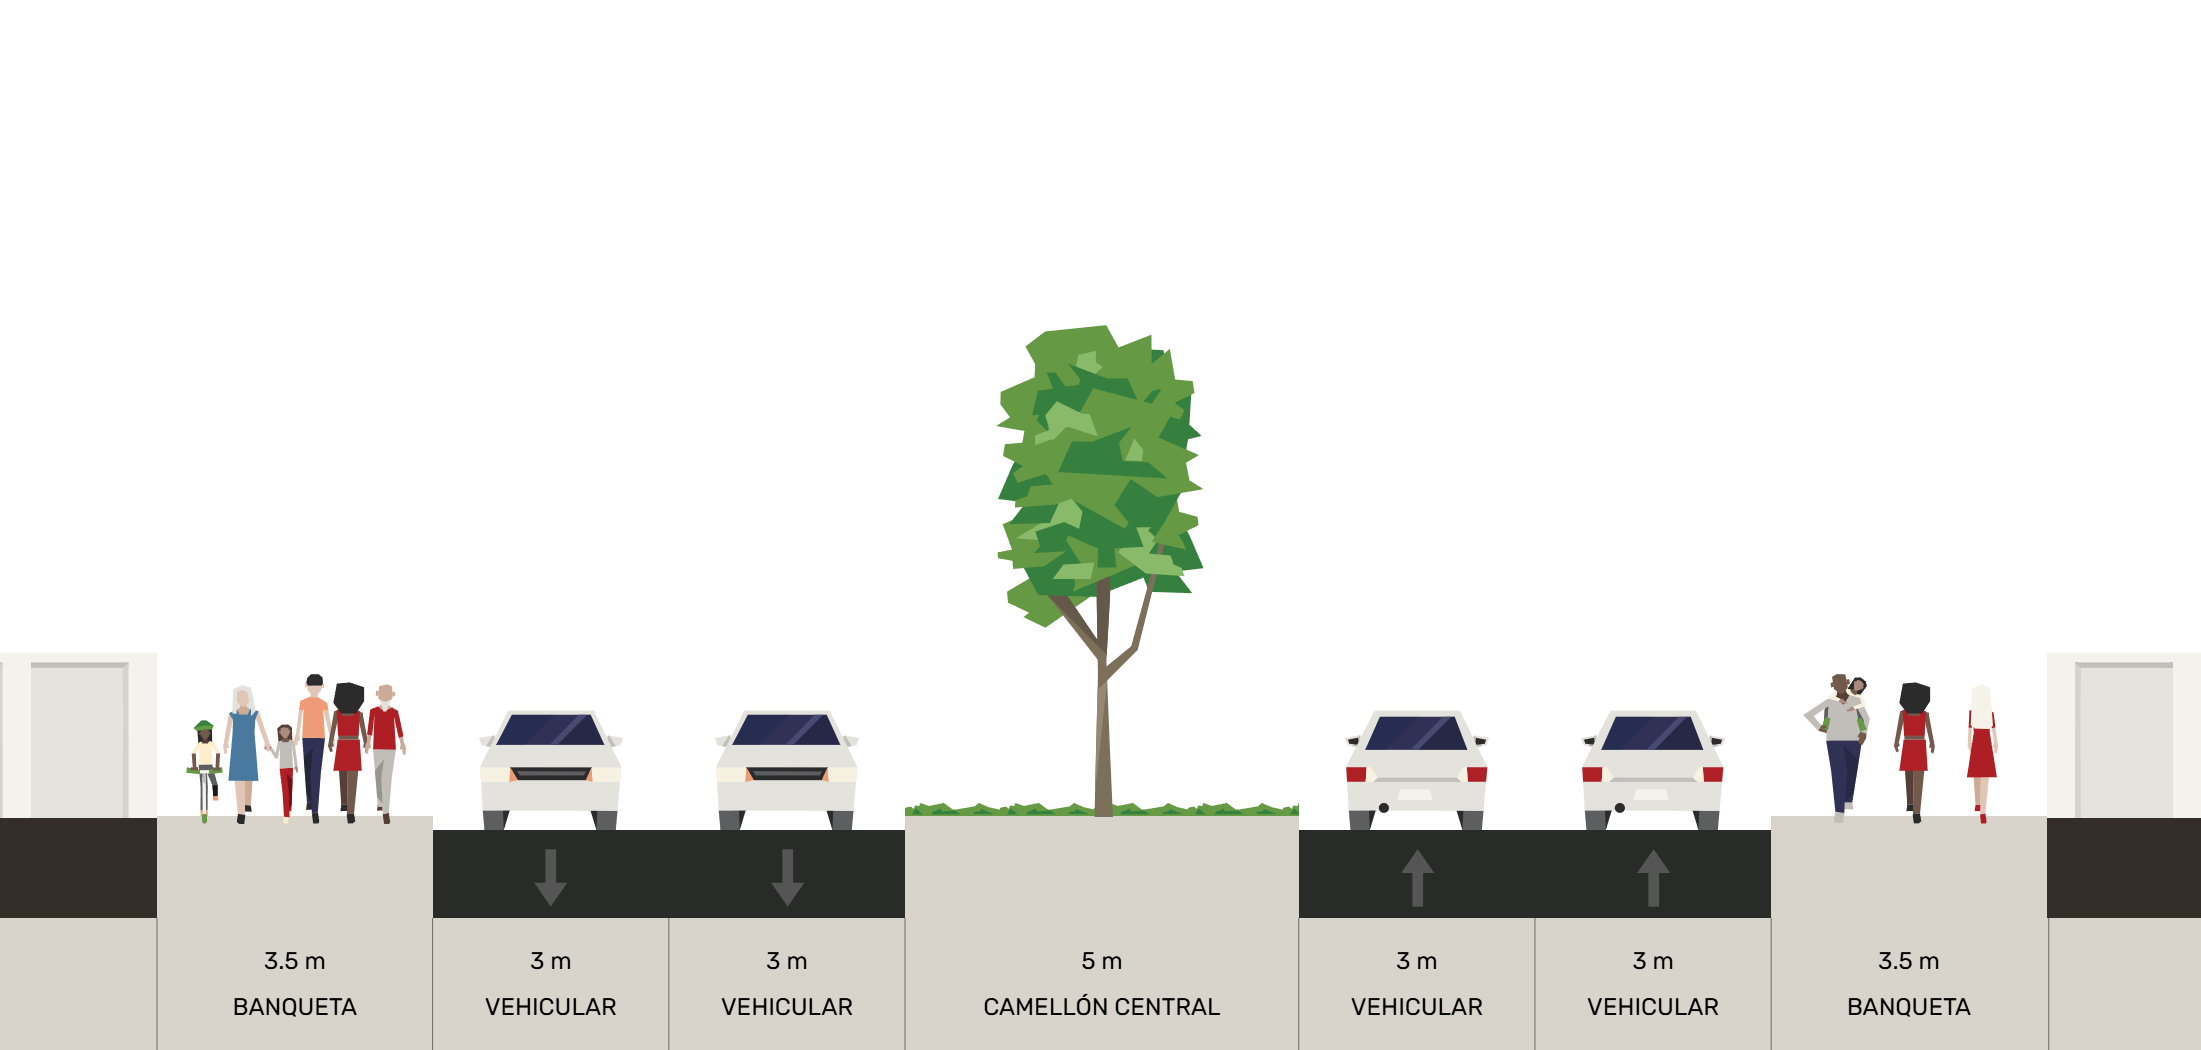 3.5 m
BANQUETA
3 m
VEHICULAR
3 m
VEHICULAR
5 m
CAMELLÓN CENTRAL
3 m
VEHICULAR
3 m
VEHICULAR
3.5 m
BANQUETA